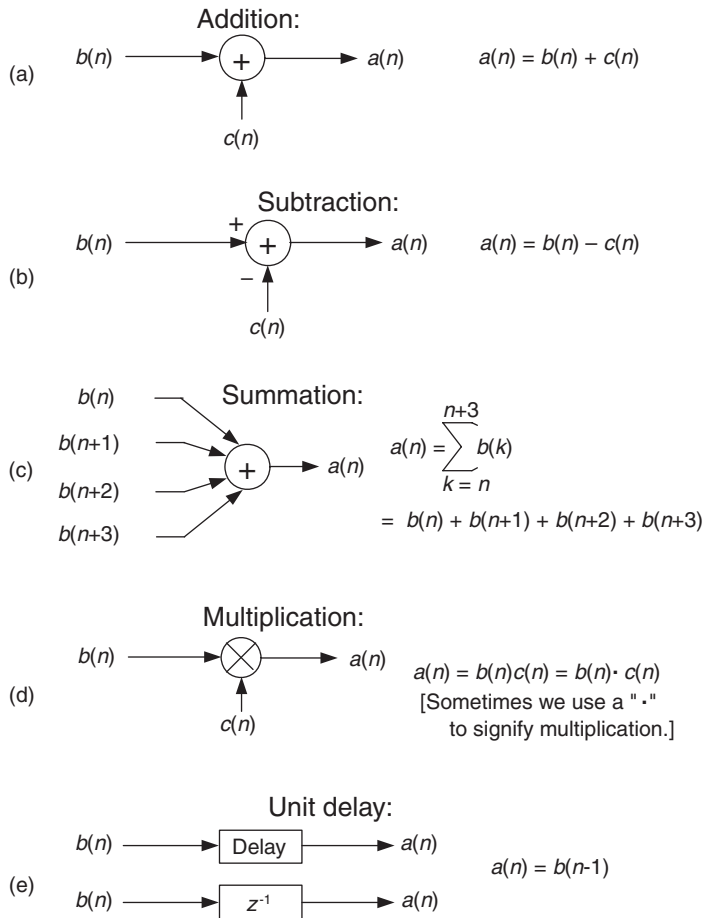 Addition:
(a) b(n) + a(n) a(n) = b(n) + c(n)
c(n)
Subtraction:
(b) b(n) + + a(n) a(n) = b(n) – c(n)
–
c(n)
Summation:
(c) b(n)
b(n+1)
b(n+2)
b(n+3)
+ a(n)
n+3
a(n) = ∑ b(k)
k = n
= b(n) + b(n+1) + b(n+2) + b(n+3)
Multiplication:
(d) b(n) a(n)
c(n)
a(n) = b(n)c(n) = b(n)· c(n)
[Sometimes we use a "·"
to signify multiplication.]
Unit delay:
(e) b(n) Delay a(n)
a(n) = b(n-1)
b(n) z⁻¹ a(n)